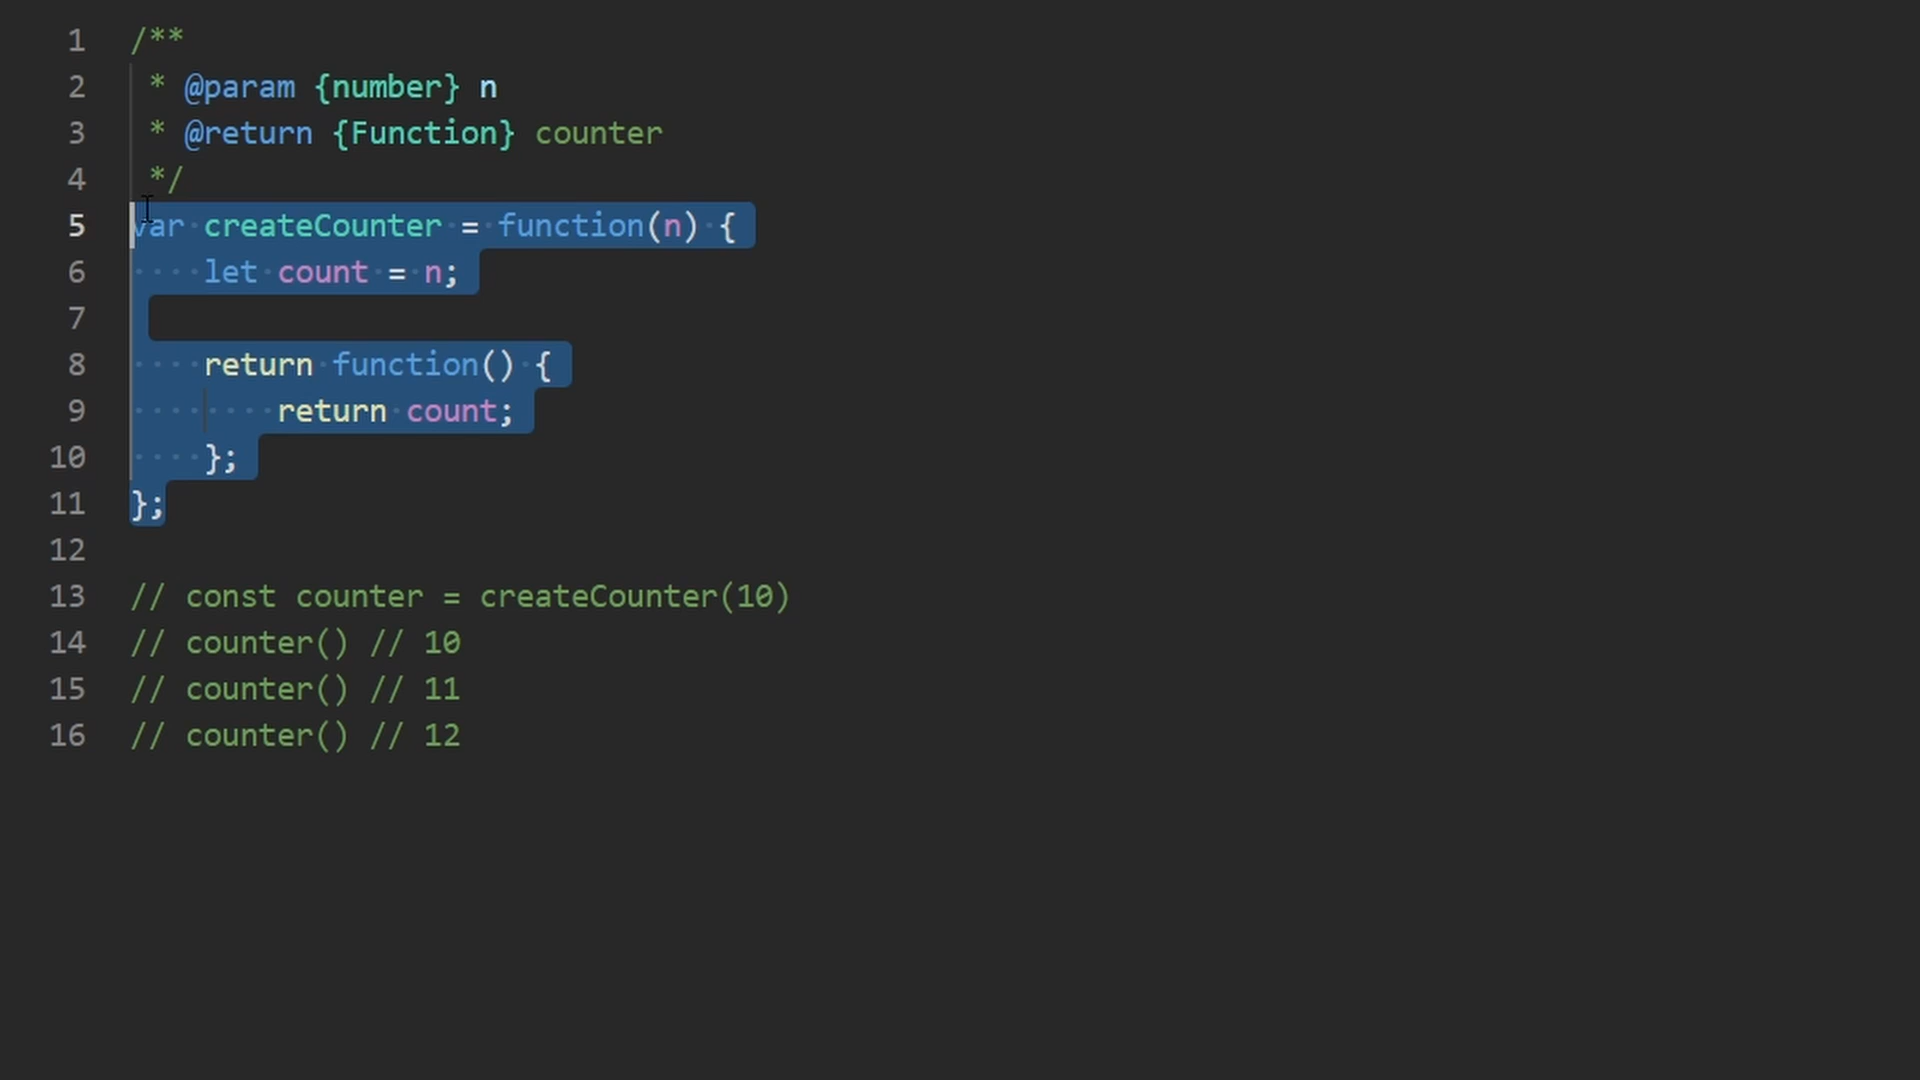 1 /**
2  * @param {number} n
3  * @return {Function} counter
4  */
5 var createCounter = function(n) {
6     let count = n;
7
8     return function() {
9         return count;
10     };
11 };
12
13 // const counter = createCounter(10)
14 // counter() // 10
15 // counter() // 11
16 // counter() // 12